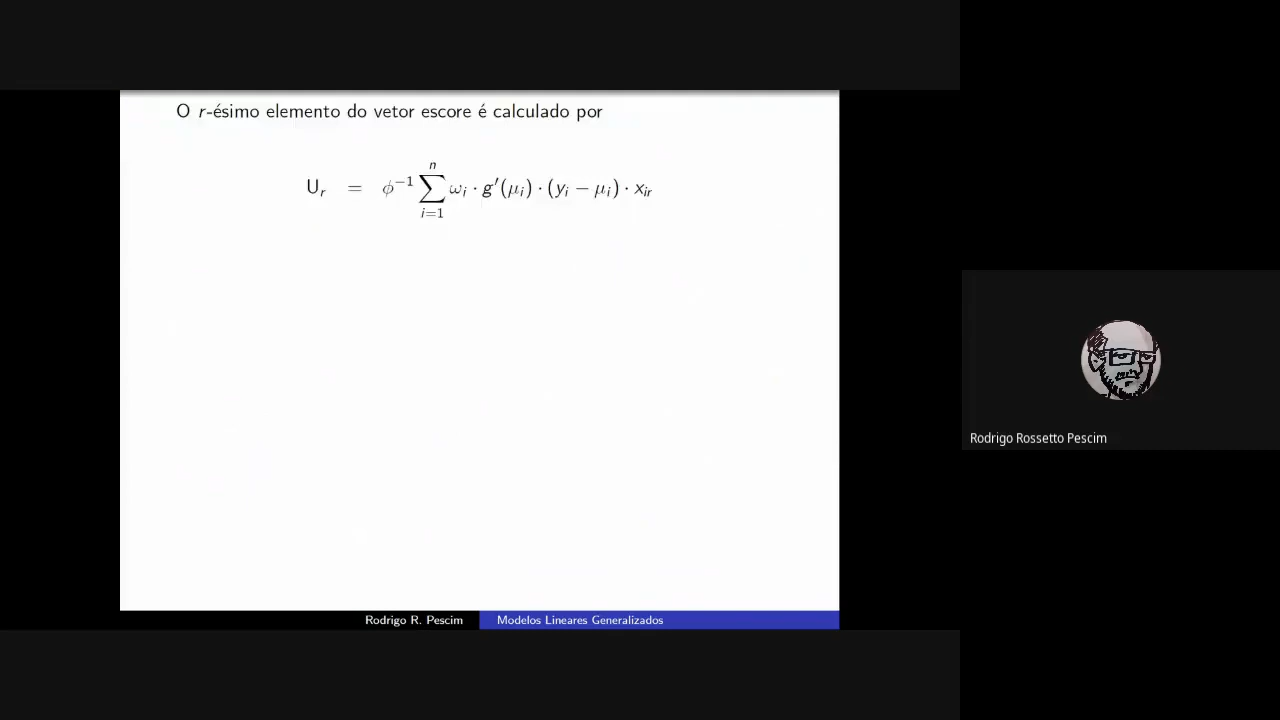 O r-ésimo elemento do vetor escore é calculado por
U_r = ϕ^{−1} \sum_{i=1}^{n} ω_i · g′(μ_i) · (y_i − μ_i) · x_{ir}
Rodrigo Rossetto Pescim
Rodrigo R. Pescim Modelos Lineares Generalizados